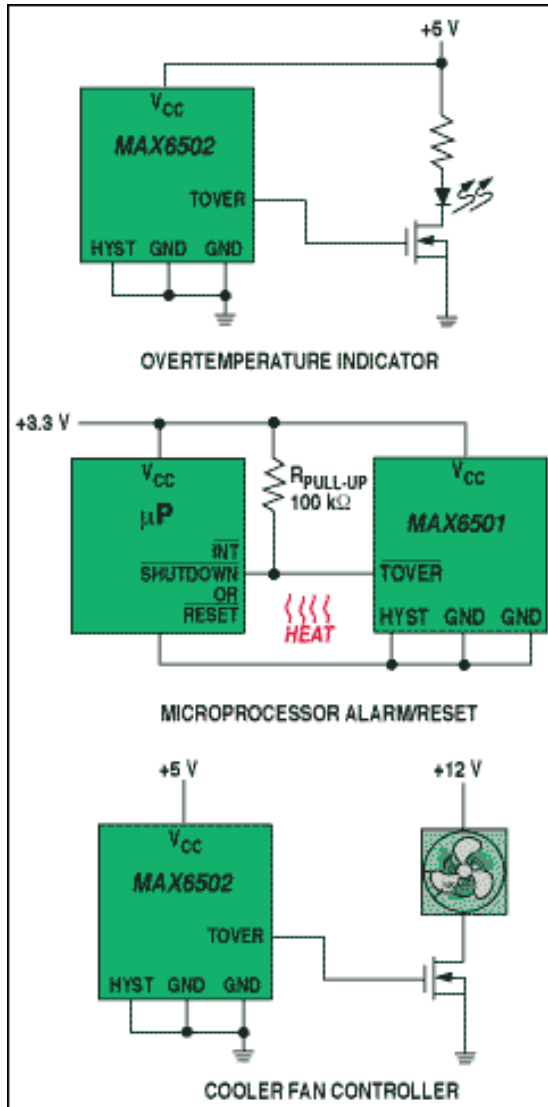 +5 V
VCC
MAX6502
TOVER
HYST GND GND
OVERTEMPERATURE INDICATOR
+3.3 V
VCC
μP
INT
SHUTDOWN
OR
RESET
RPULL-UP
100 kΩ
HEAT
VCC
MAX6501
TOVER
HYST GND GND
MICROPROCESSOR ALARM/RESET
+5 V
+12 V
VCC
MAX6502
TOVER
HYST GND GND
COOLER FAN CONTROLLER